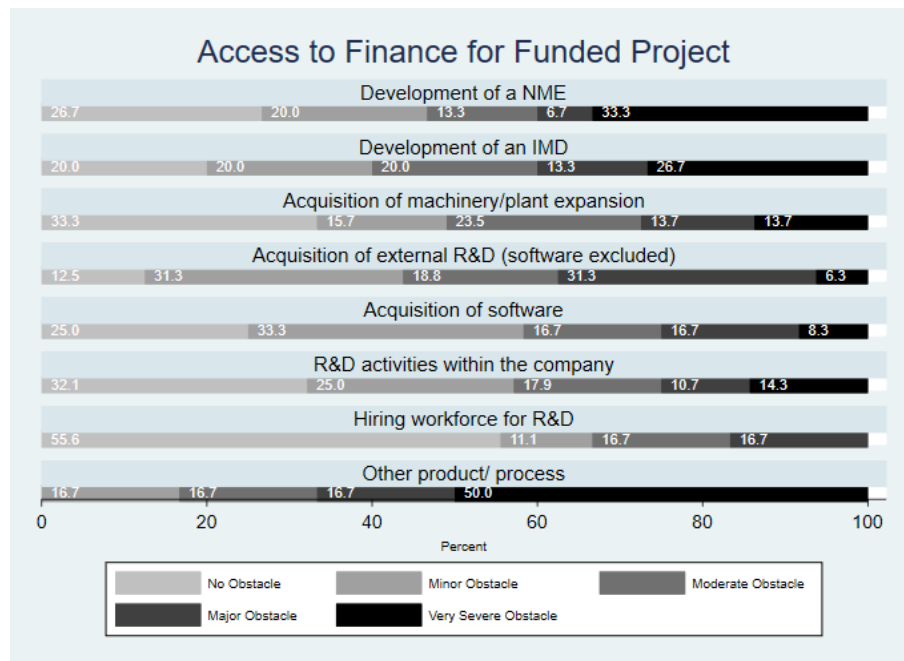 Access to Finance for Funded Project
Development of a NME
26.7 20.0 13.3 6.7 33.3
Development of an IMD
20.0 20.0 20.0 13.3 26.7
Acquisition of machinery/plant expansion
33.3 15.7 23.5 13.7 13.7
Acquisition of external R&D (software excluded)
12.5 31.3 18.8 31.3 6.3
Acquisition of software
25.0 33.3 16.7 16.7 8.3
R&D activities within the company
32.1 25.0 17.9 10.7 14.3
Hiring workforce for R&D
55.6 11.1 16.7 16.7
Other product/ process
16.7 16.7 16.7 50.0
0 20 40 60 80 100
Percent
No Obstacle Minor Obstacle Moderate Obstacle
Major Obstacle Very Severe Obstacle